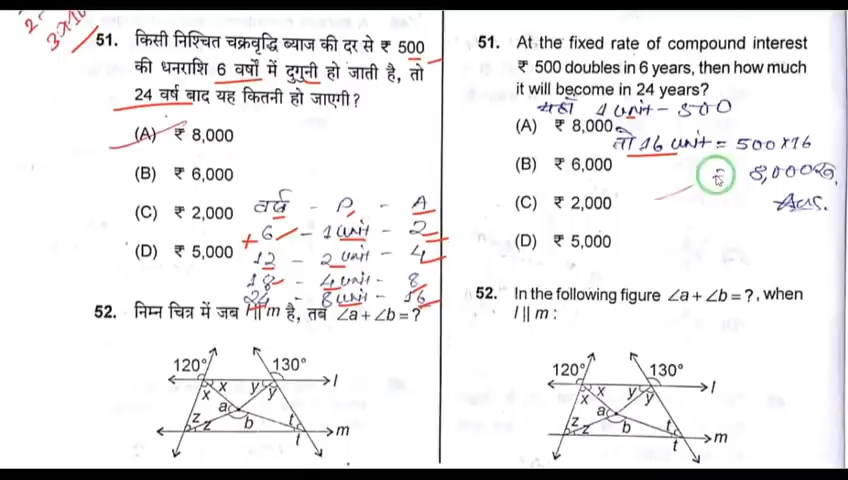 3×10
51. किसी निश्चित चक्रवृद्धि ब्याज की दर से ₹ 500
की धनराशि 6 वर्षों में दुगुनी हो जाती है, तो
24 वर्ष बाद यह कितनी हो जाएगी?
(A) ₹ 8,000
(B) ₹ 6,000
(C) ₹ 2,000
(D) ₹ 5,000
वर्ष - P - A
+ 6 - 1 unit - 2
12 - 2 unit - 4
18 - 4 unit - 8
24 - 8 unit - 16
52. निम्न चित्र में जब l || m है, तब ∠a + ∠b = ?
120° 130°
x x y y l
a b
z z t t m
51. At the fixed rate of compound interest
₹ 500 doubles in 6 years, then how much
it will become in 24 years?
यहाँ 1 unit - 500
(A) ₹ 8,000
तो 16 unit = 500×16
(B) ₹ 6,000
= 8,000रु.
(C) ₹ 2,000
Ans.
(D) ₹ 5,000
52. In the following figure ∠a + ∠b = ?, when
l || m :
120° 130°
x x y y l
a b
z z t t m